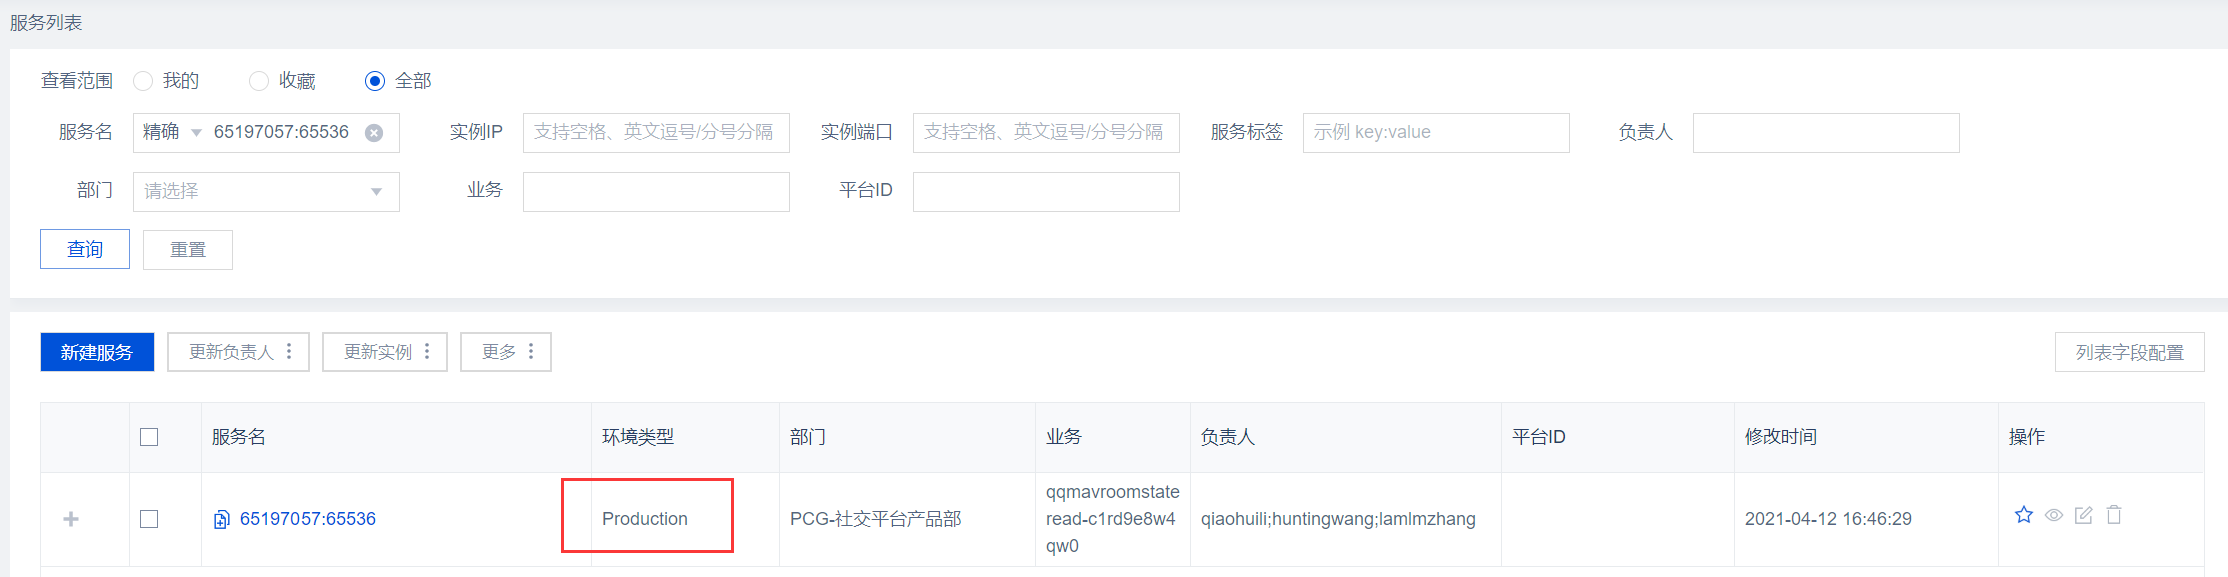 服务列表
查看范围 我的 收藏 全部
服务名 精确 65197057:65536 实例IP 支持空格、英文逗号/分号分隔 实例端口 支持空格、英文逗号/分号分隔 服务标签 示例 key:value 负责人
部门 请选择 业务 平台ID
查询 重置
新建服务 更新负责人 更新实例 更多 列表字段配置
服务名 环境类型 部门 业务 负责人 平台ID 修改时间 操作
65197057:65536 Production PCG-社交平台产品部 qqmavroomstate
read-c1rd9e8w4
qw0 qiaohuili;huntingwang;lamlmzhang 2021-04-12 16:46:29